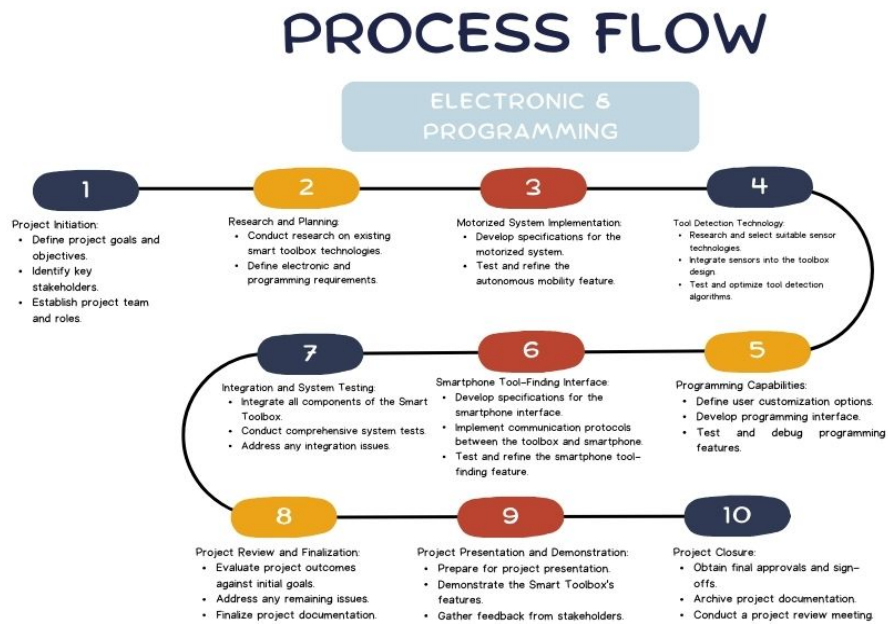 PROCESS FLOW
ELECTRONIC &
PROGRAMMING
1
Project Initiation:
• Define project goals and
objectives.
• Identify key
stakeholders.
• Establish project team
and roles.
2
Research and Planning:
• Conduct research on existing
smart toolbox technologies.
• Define electronic and
programming requirements.
3
Motorized System Implementation:
• Develop specifications for the
motorized system.
• Test and refine the
autonomous mobility feature.
4
Tool Detection Technology:
• Research and select suitable sensor
technologies.
• Integrate sensors into the toolbox
design.
• Test and optimize tool detection
algorithms.
5
Programming Capabilities:
• Define user customization options.
• Develop programming interface.
• Test and debug programming
features.
6
Smartphone Tool-Finding Interface:
• Develop specifications for the
smartphone interface.
• Implement communication protocols
between the toolbox and smartphone.
• Test and refine the smartphone tool-
finding feature.
7
Integration and System Testing:
• Integrate all components of the Smart
Toolbox.
• Conduct comprehensive system tests.
• Address any integration issues.
8
Project Review and Finalization:
• Evaluate project outcomes
against initial goals.
• Address any remaining issues.
• Finalize project documentation.
9
Project Presentation and Demonstration:
• Prepare for project presentation.
• Demonstrate the Smart Toolbox's
features.
• Gather feedback from stakeholders.
10
Project Closure:
• Obtain final approvals and sign-
offs.
• Archive project documentation.
• Conduct a project review meeting.